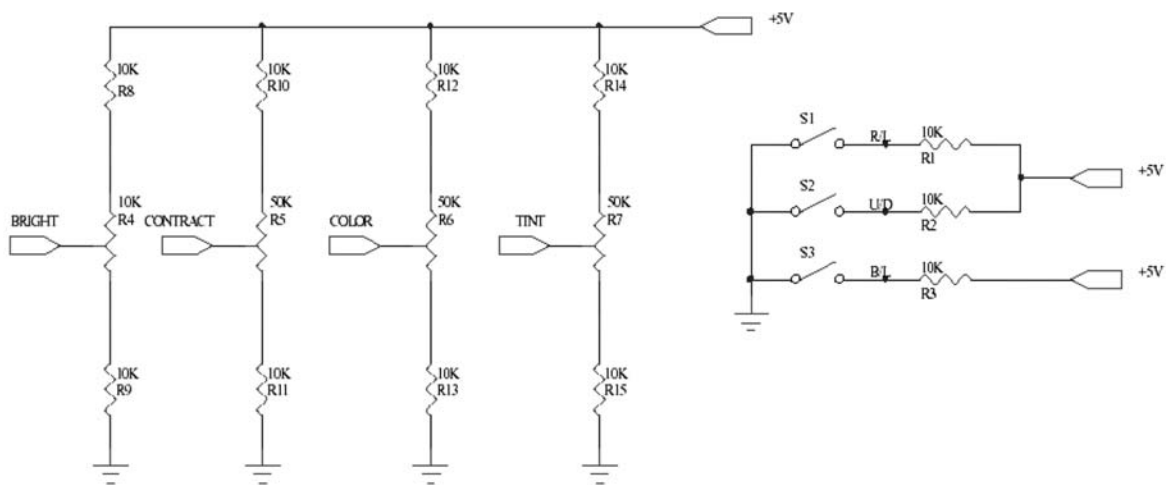 +5V
10K
R8
10K
R10
10K
R12
10K
R14
S1
R/L
10K
R1
+5V
S2
U/D
10K
R2
10K
R4
BRIGHT
50K
R5
CONTRACT
50K
R6
COLOR
50K
R7
TINT
S3
B/L
10K
R3
+5V
10K
R9
10K
R11
10K
R13
10K
R15